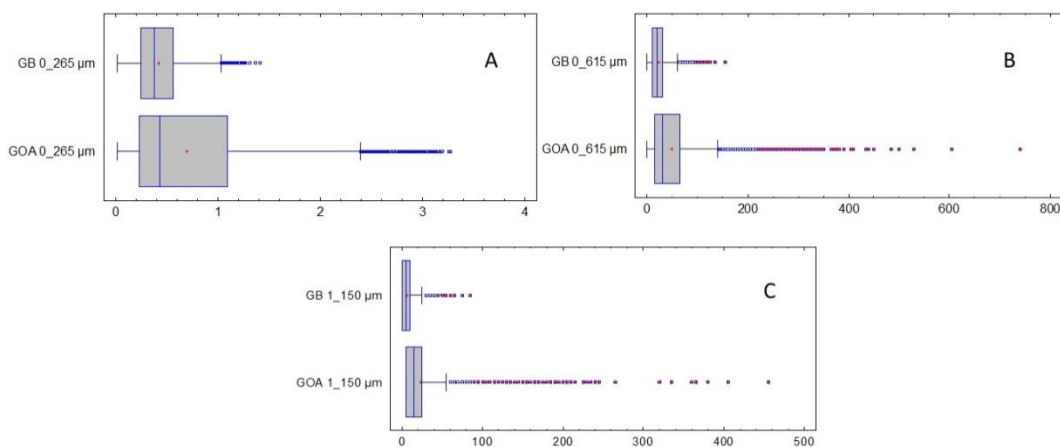 GB 0_265 µm
GOA 0_265 µm
A
0 1 2 3 4
GB 0_615 µm
GOA 0_615 µm
B
0 200 400 600 800
GB 1_150 µm
GOA 1_150 µm
C
0 100 200 300 400 500